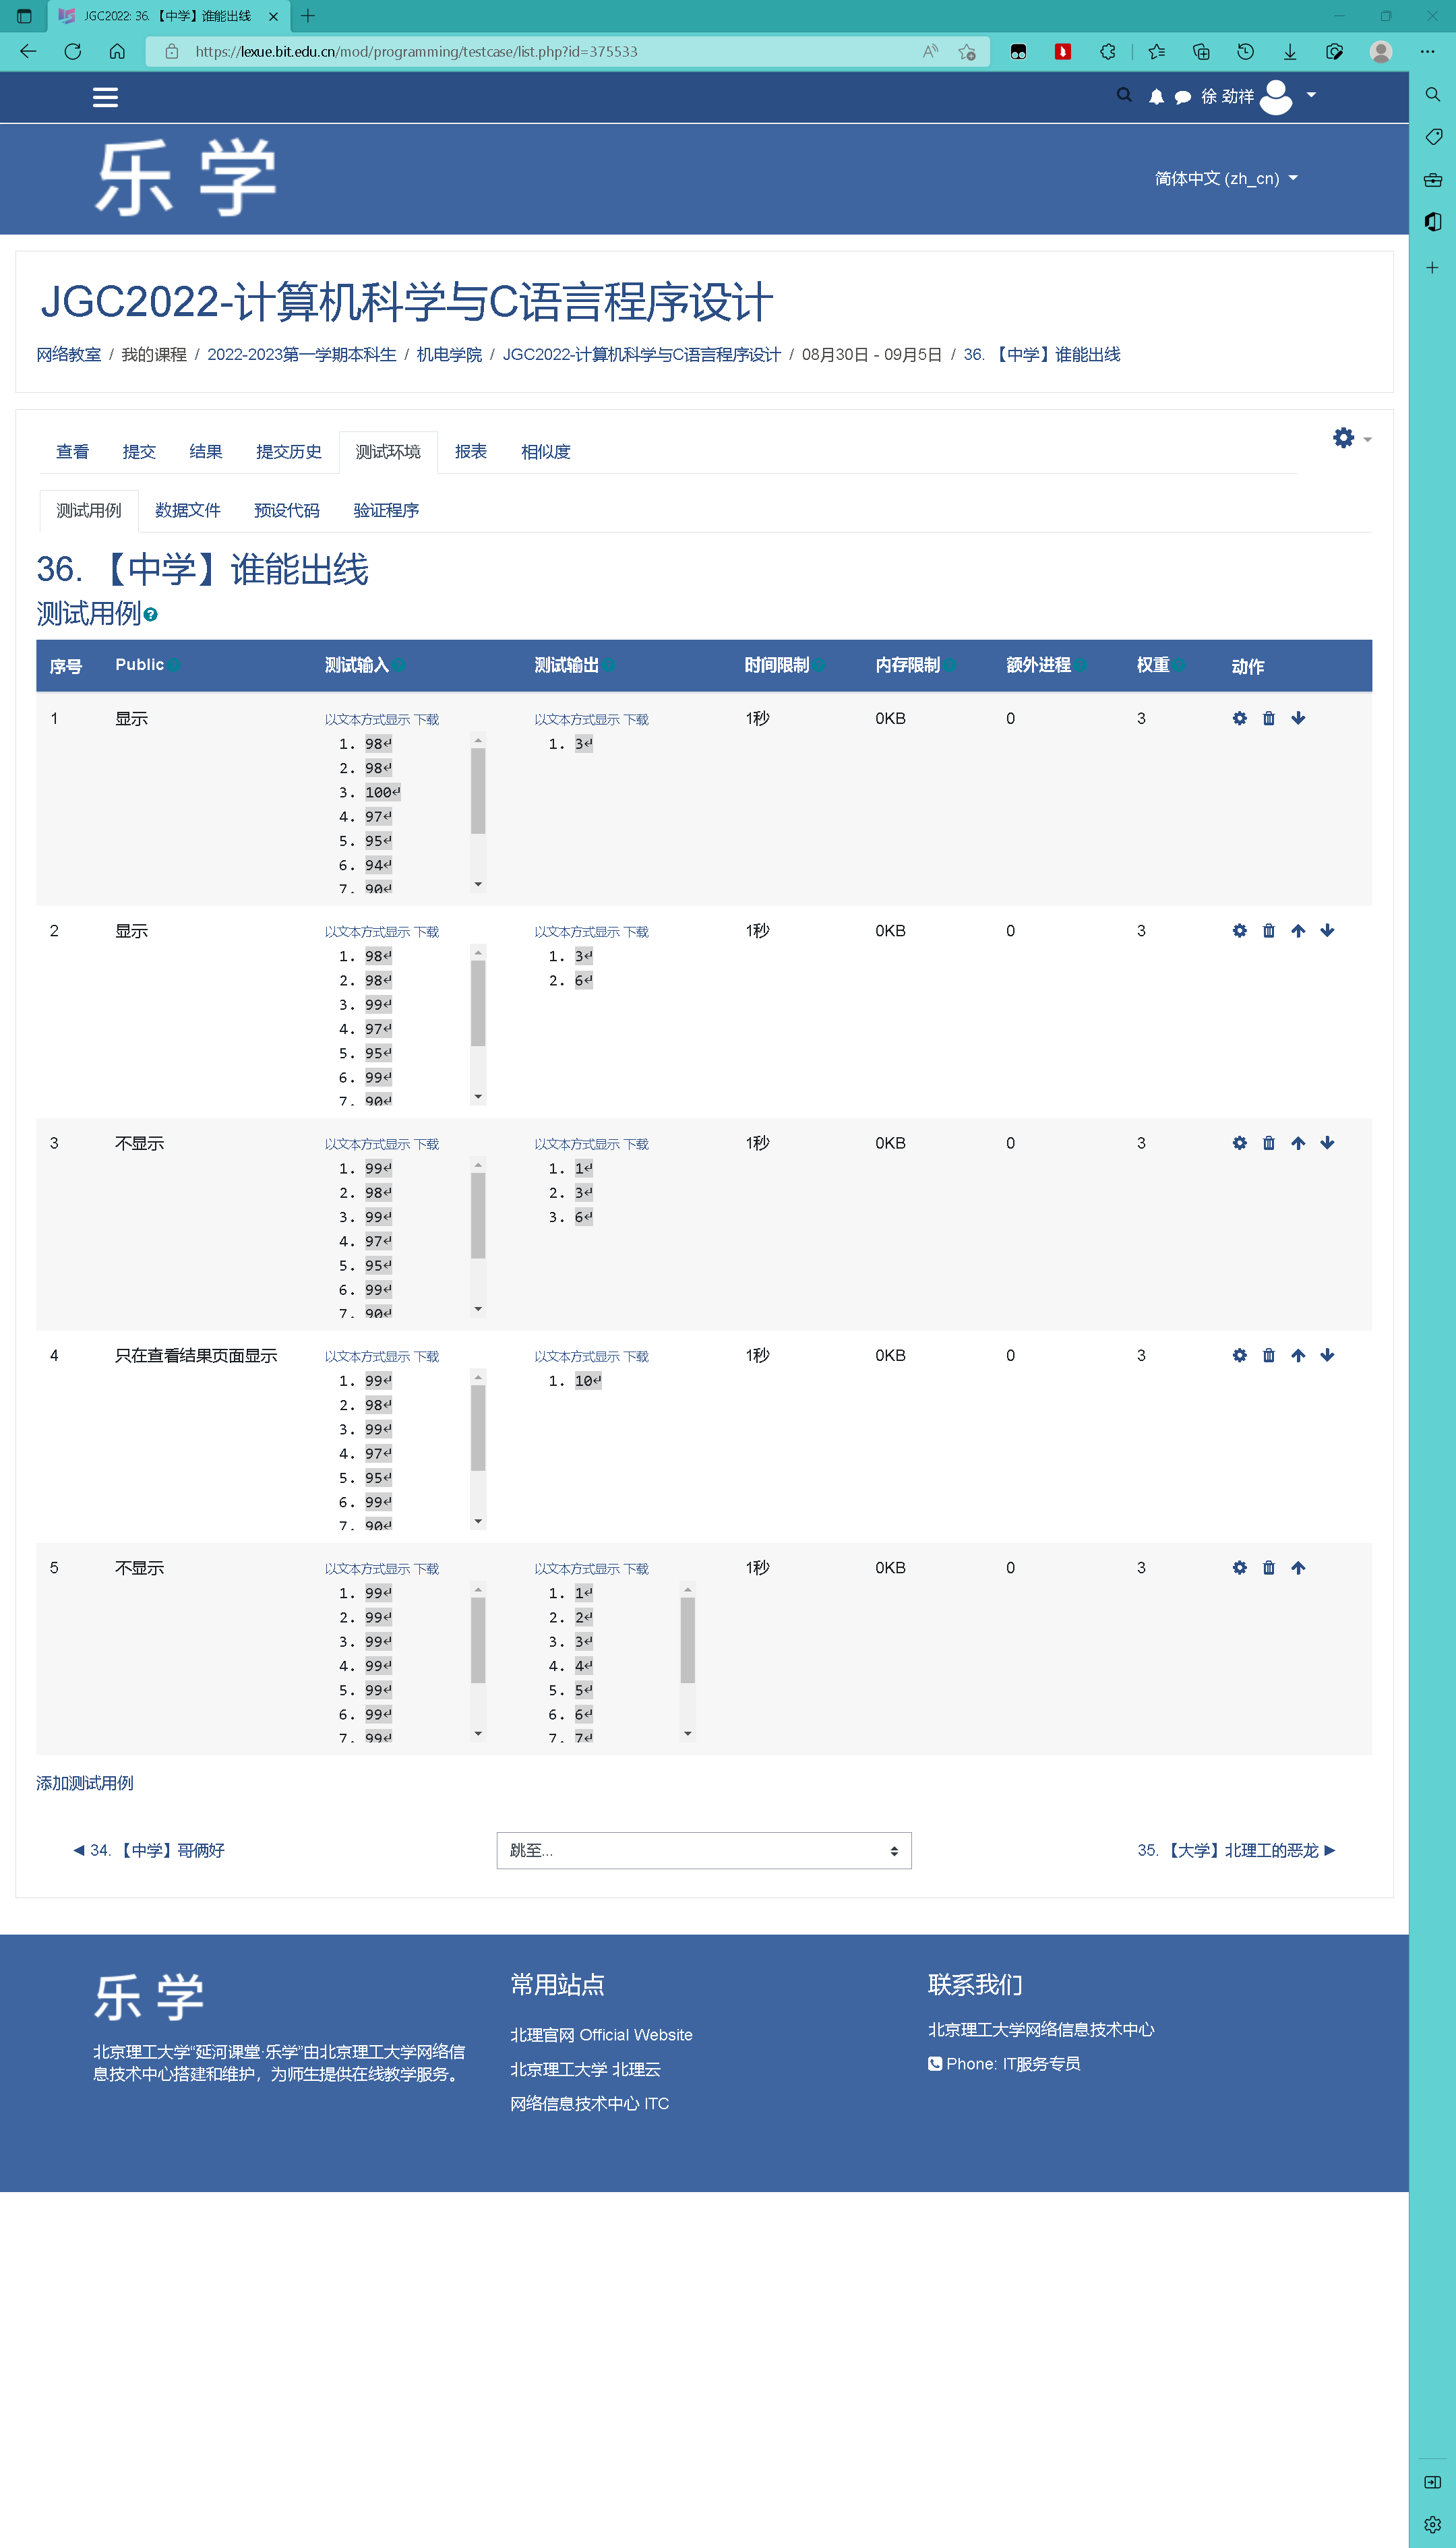 JGC2022: 36. 【中学】谁能出线
https://lexue.bit.edu.cn/mod/programming/testcase/list.php?id=375533
徐 劲祥
乐学
简体中文 (zh_cn)
JGC2022-计算机科学与C语言程序设计
网络教室 / 我的课程 / 2022-2023第一学期本科生 / 机电学院 / JGC2022-计算机科学与C语言程序设计 / 08月30日 - 09月5日 / 36. 【中学】谁能出线
查看 提交 结果 提交历史 测试环境 报表 相似度
测试用例 数据文件 预设代码 验证程序
36. 【中学】谁能出线
测试用例
序号 Public 测试输入 测试输出 时间限制 内存限制 额外进程 权重 动作
1 显示 以文本方式显示 下载 以文本方式显示 下载 1秒 0KB 0 3
1. 98↵ 1. 3↵
2. 98↵
3. 100↵
4. 97↵
5. 95↵
6. 94↵
7. 90↵
2 显示 以文本方式显示 下载 以文本方式显示 下载 1秒 0KB 0 3
1. 98↵ 1. 3↵
2. 98↵ 2. 6↵
3. 99↵
4. 97↵
5. 95↵
6. 99↵
7. 90↵
3 不显示 以文本方式显示 下载 以文本方式显示 下载 1秒 0KB 0 3
1. 99↵ 1. 1↵
2. 98↵ 2. 3↵
3. 99↵ 3. 6↵
4. 97↵
5. 95↵
6. 99↵
7. 90↵
4 只在查看结果页面显示 以文本方式显示 下载 以文本方式显示 下载 1秒 0KB 0 3
1. 99↵ 1. 10↵
2. 98↵
3. 99↵
4. 97↵
5. 95↵
6. 99↵
7. 90↵
5 不显示 以文本方式显示 下载 以文本方式显示 下载 1秒 0KB 0 3
1. 99↵ 1. 1↵
2. 99↵ 2. 2↵
3. 99↵ 3. 3↵
4. 99↵ 4. 4↵
5. 99↵ 5. 5↵
6. 99↵ 6. 6↵
7. 99↵ 7. 7↵
添加测试用例
◀ 34. 【中学】哥俩好 跳至... 35. 【大学】北理工的恶龙 ▶
乐学
北京理工大学“延河课堂·乐学”由北京理工大学网络信
息技术中心搭建和维护，为师生提供在线教学服务。
常用站点
北理官网 Official Website
北京理工大学 北理云
网络信息技术中心 ITC
联系我们
北京理工大学网络信息技术中心
Phone: IT服务专员